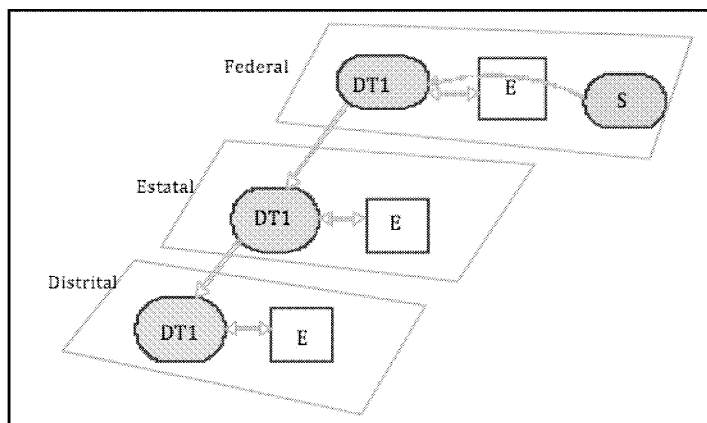 Federal
DT1
E
S
Estatal
DT1
E
Distrital
DT1
E